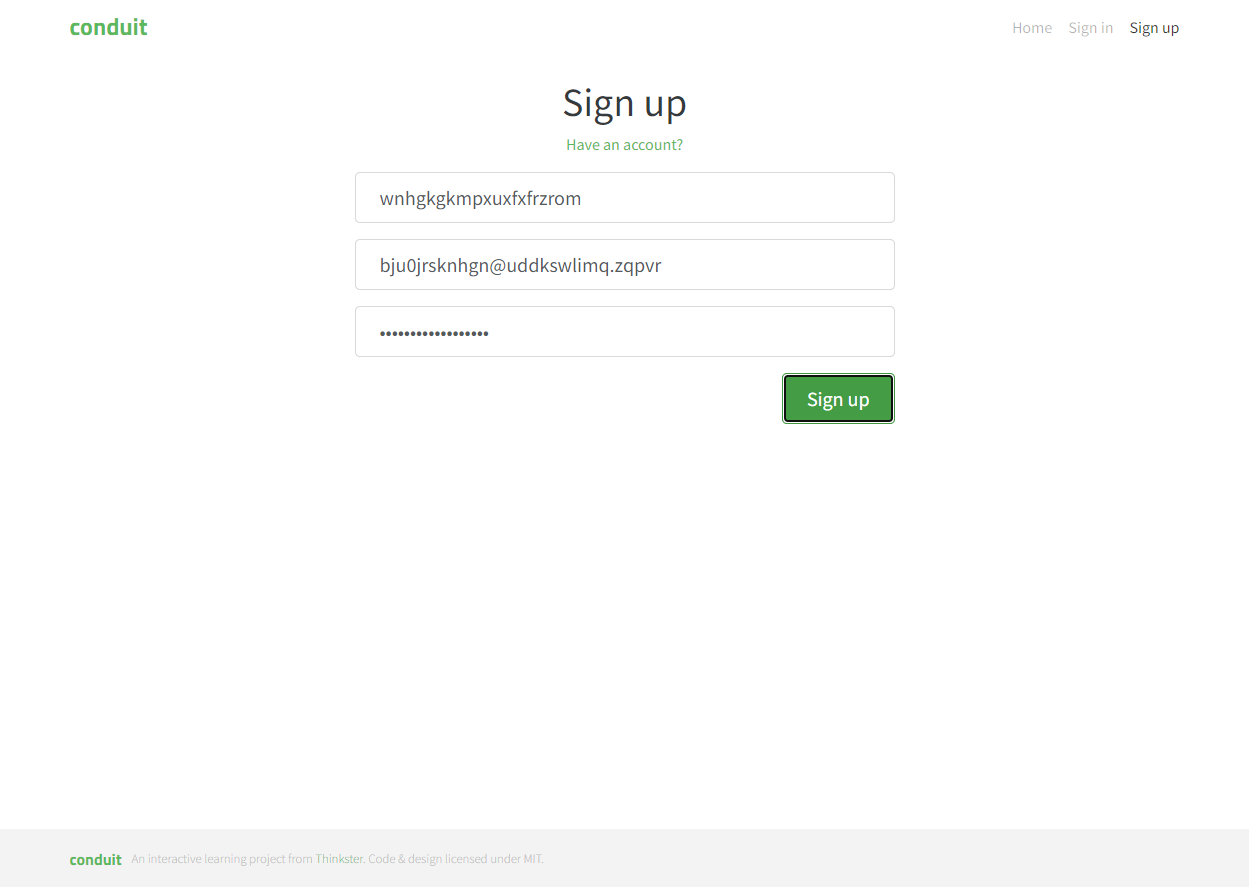 conduit
Home Sign in Sign up
Sign up
Have an account?
wnhgkgkmpxuxfxfrzrom
bju0jrsknhgn@uddkswlimq.zqpvr
••••••••••••••••••
Sign up
conduit An interactive learning project from Thinkster. Code & design licensed under MIT.